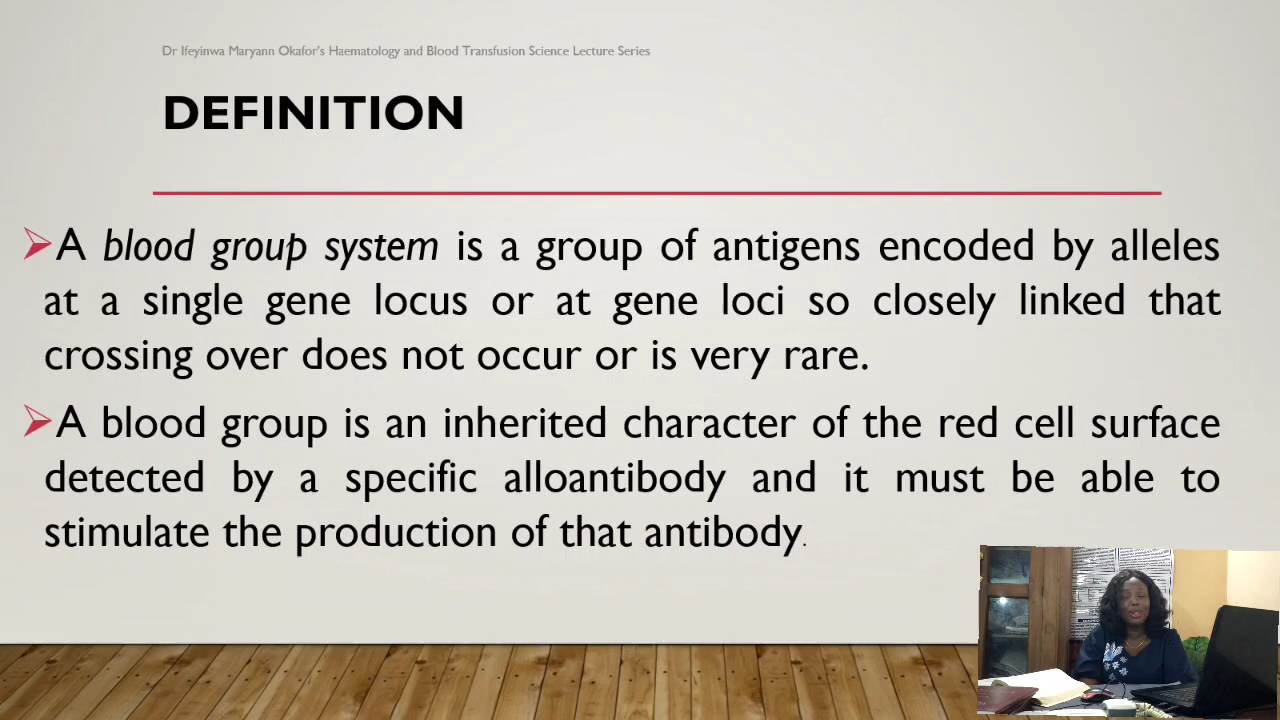 Dr Ifeyinwa Maryann Okafor's Haematology and Blood Transfusion Science Lecture Series
DEFINITION
A blood group system is a group of antigens encoded by alleles
at a single gene locus or at gene loci so closely linked that
crossing over does not occur or is very rare.
A blood group is an inherited character of the red cell surface
detected by a specific alloantibody and it must be able to
stimulate the production of that antibody.